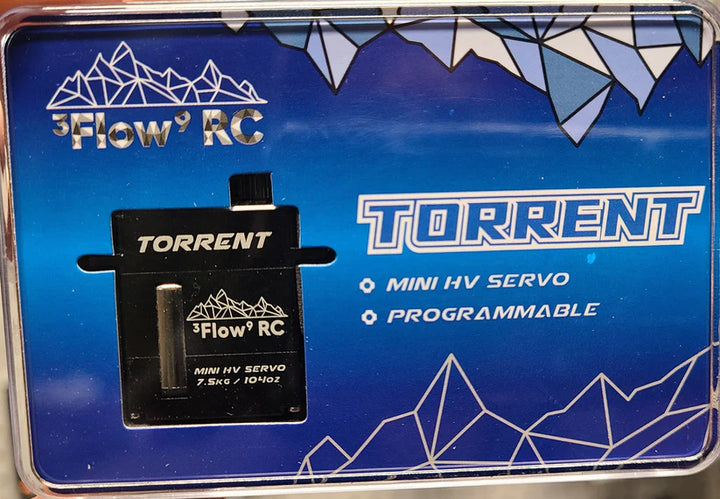 ³Flow⁹ RC
TORRENT
MINI HV SERVO
PROGRAMMABLE
TORRENT
³Flow⁹ RC
MINI HV SERVO
7.5KG / 104OZ